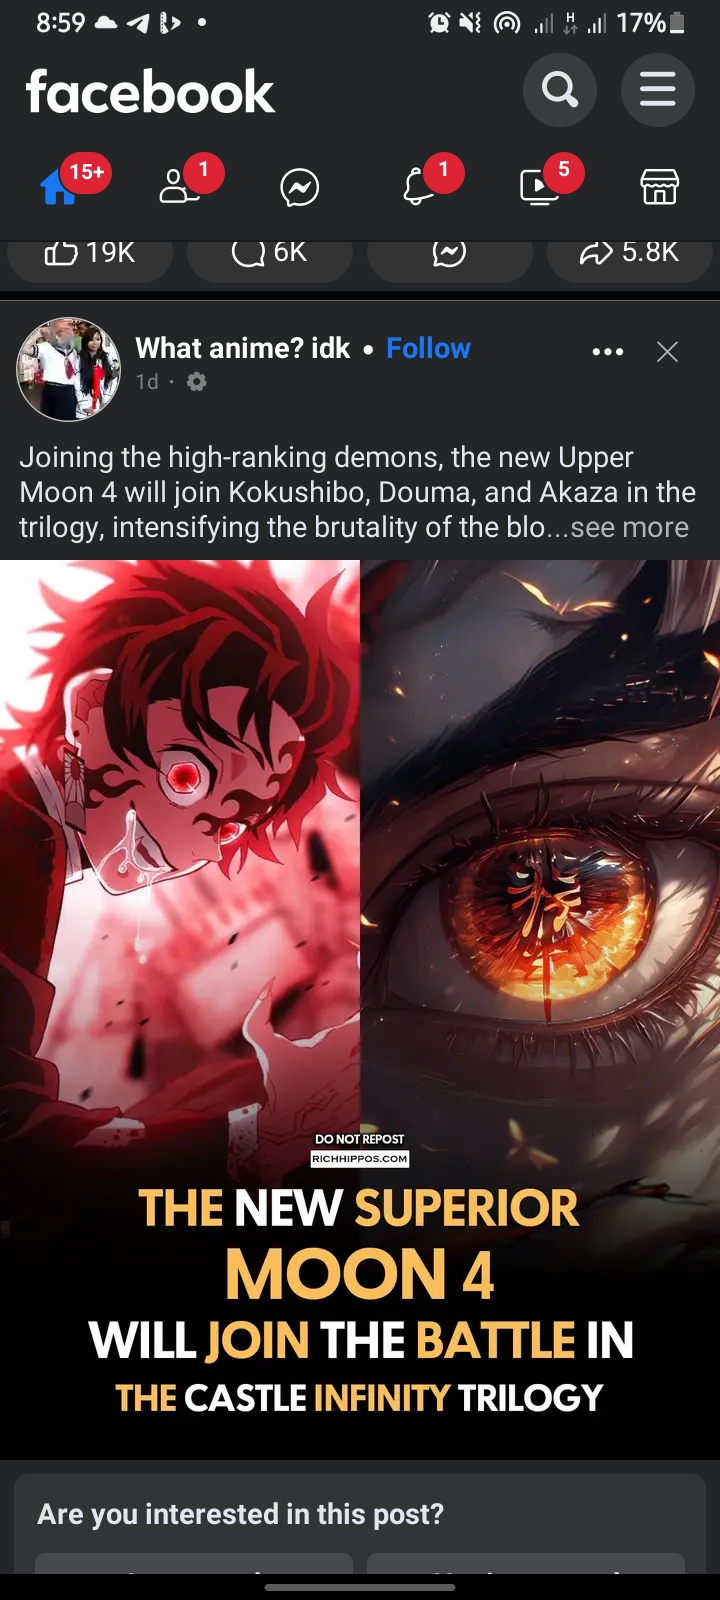 8:59
H
17%
facebook
15+
1
1
5
19K
6K
5.8K
What anime? idk • Follow
1d ·
Joining the high-ranking demons, the new Upper
Moon 4 will join Kokushibo, Douma, and Akaza in the
trilogy, intensifying the brutality of the blo...see more
DO NOT REPOST
RICHHIPPOS.COM
THE NEW SUPERIOR
MOON 4
WILL JOIN THE BATTLE IN
THE CASTLE INFINITY TRILOGY
Are you interested in this post?